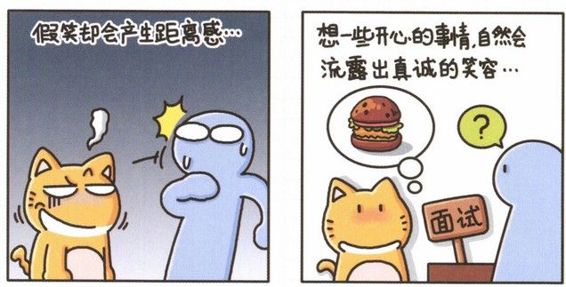 假笑却会产生距离感…
想一些开心的事情,自然会
流露出真诚的笑容…
?
面试